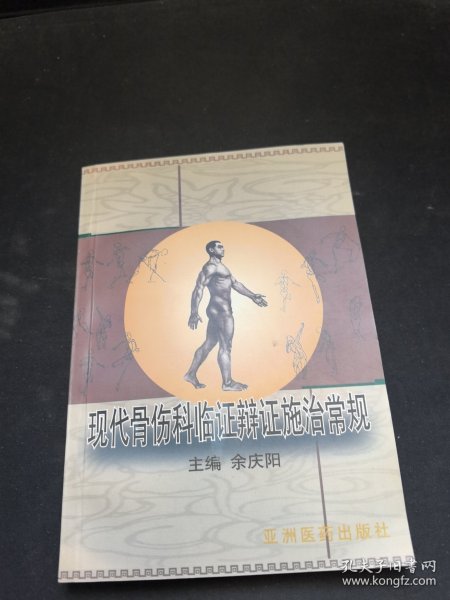 现代骨伤科临证辩证施治常规
主编 余庆阳
亚洲医药出版社
孔夫子旧书网
www.kongfz.com